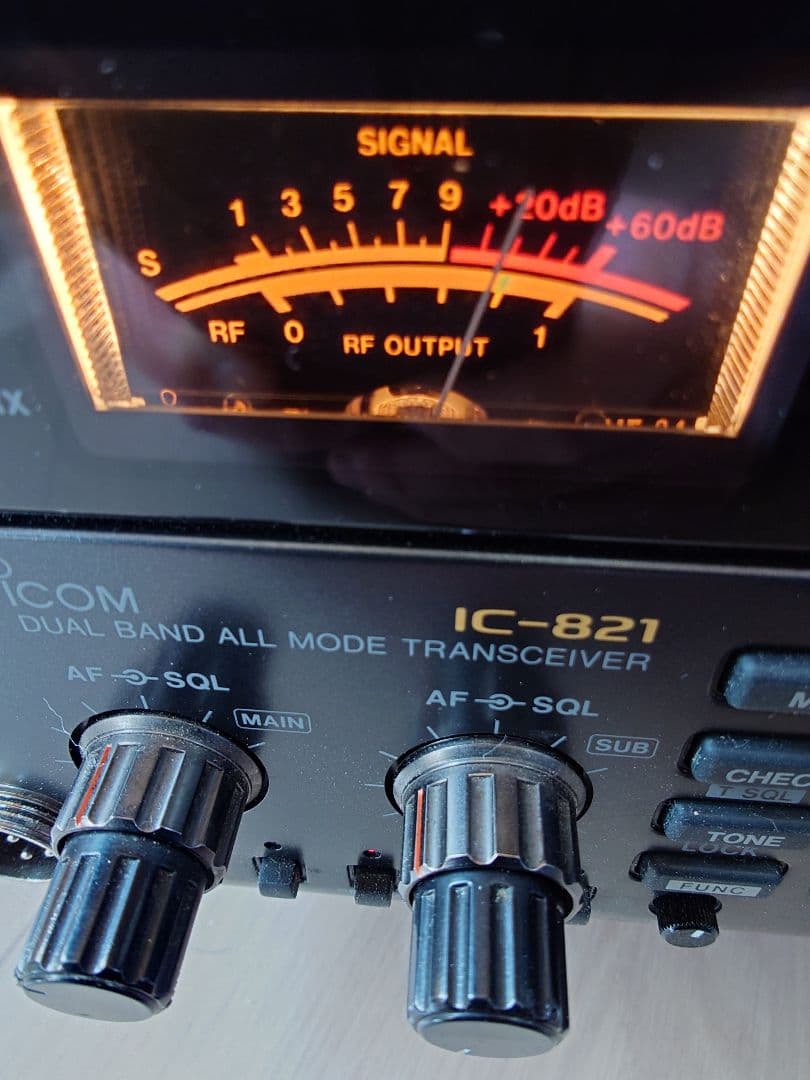 SIGNAL
1 3 5 7 9 +20dB +60dB
S
RF 0 RF OUTPUT 1
ICOM
IC-821
DUAL BAND ALL MODE TRANSCEIVER
AF SQL
MAIN
AF SQL
SUB
T SQL
TONE
LOCK
FUNC